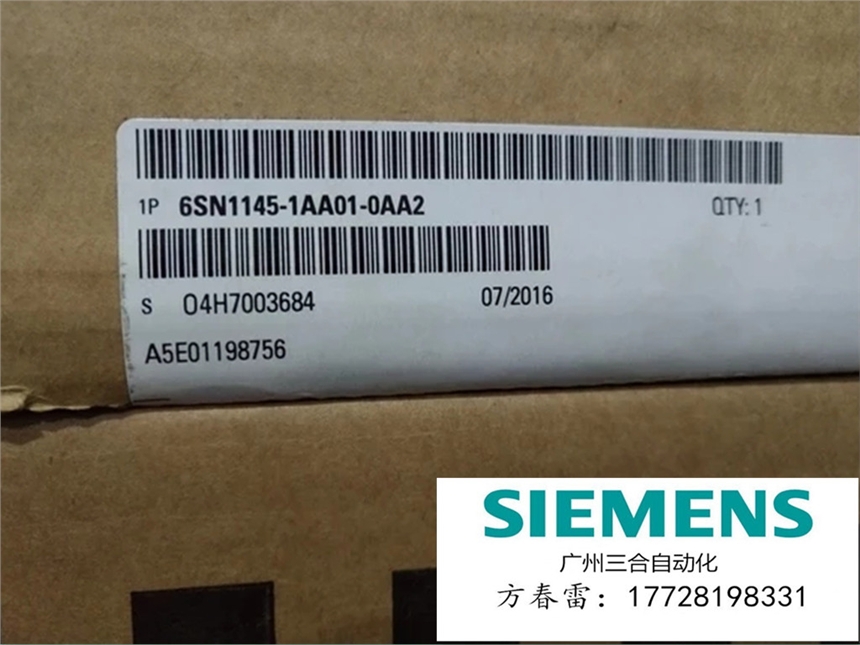 1P 6SN1145-1AA01-0AA2 QTY: 1
S O4H7003684 07/2016
A5E01198756
SIEMENS
广州三合自动化
方春雷：17728198331